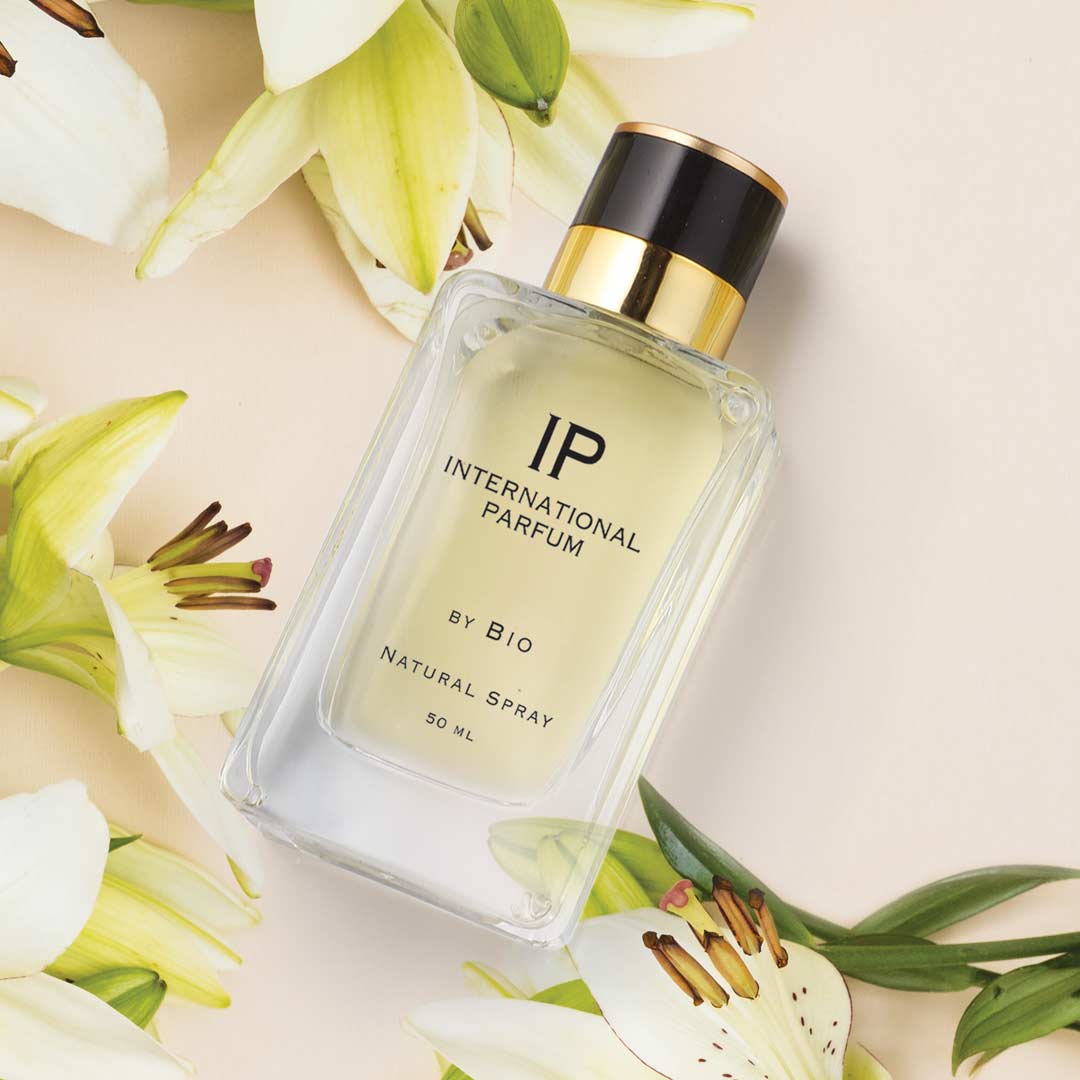 IP
INTERNATIONAL
PARFUM
BY BIO
NATURAL SPRAY
50 ML